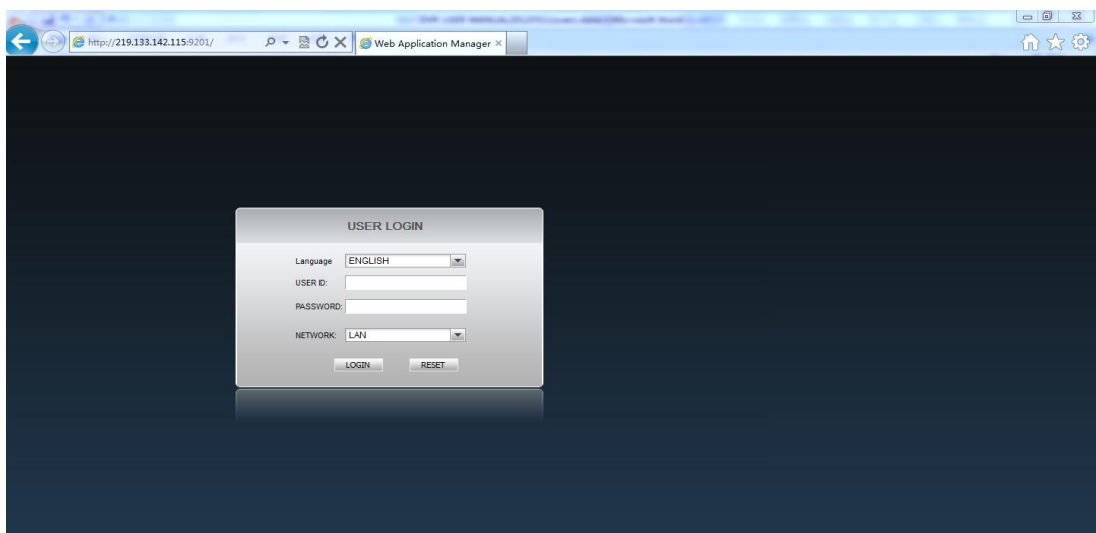 http://219.133.142.115:9201/
Web Application Manager
USER LOGIN
Language ENGLISH
USER ID:
PASSWORD:
NETWORK: LAN
LOGIN RESET